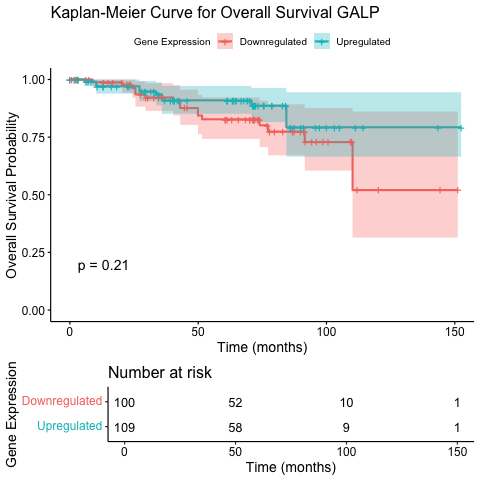 Kaplan-Meier Curve for Overall Survival GALP
Gene Expression Downregulated Upregulated
Overall Survival Probability
1.00
0.75
0.50
0.25
0.00
p = 0.21
0 50 100 150
Time (months)
Number at risk
Gene Expression
Downregulated 100 52 10 1
Upregulated 109 58 9 1
0 50 100 150
Time (months)